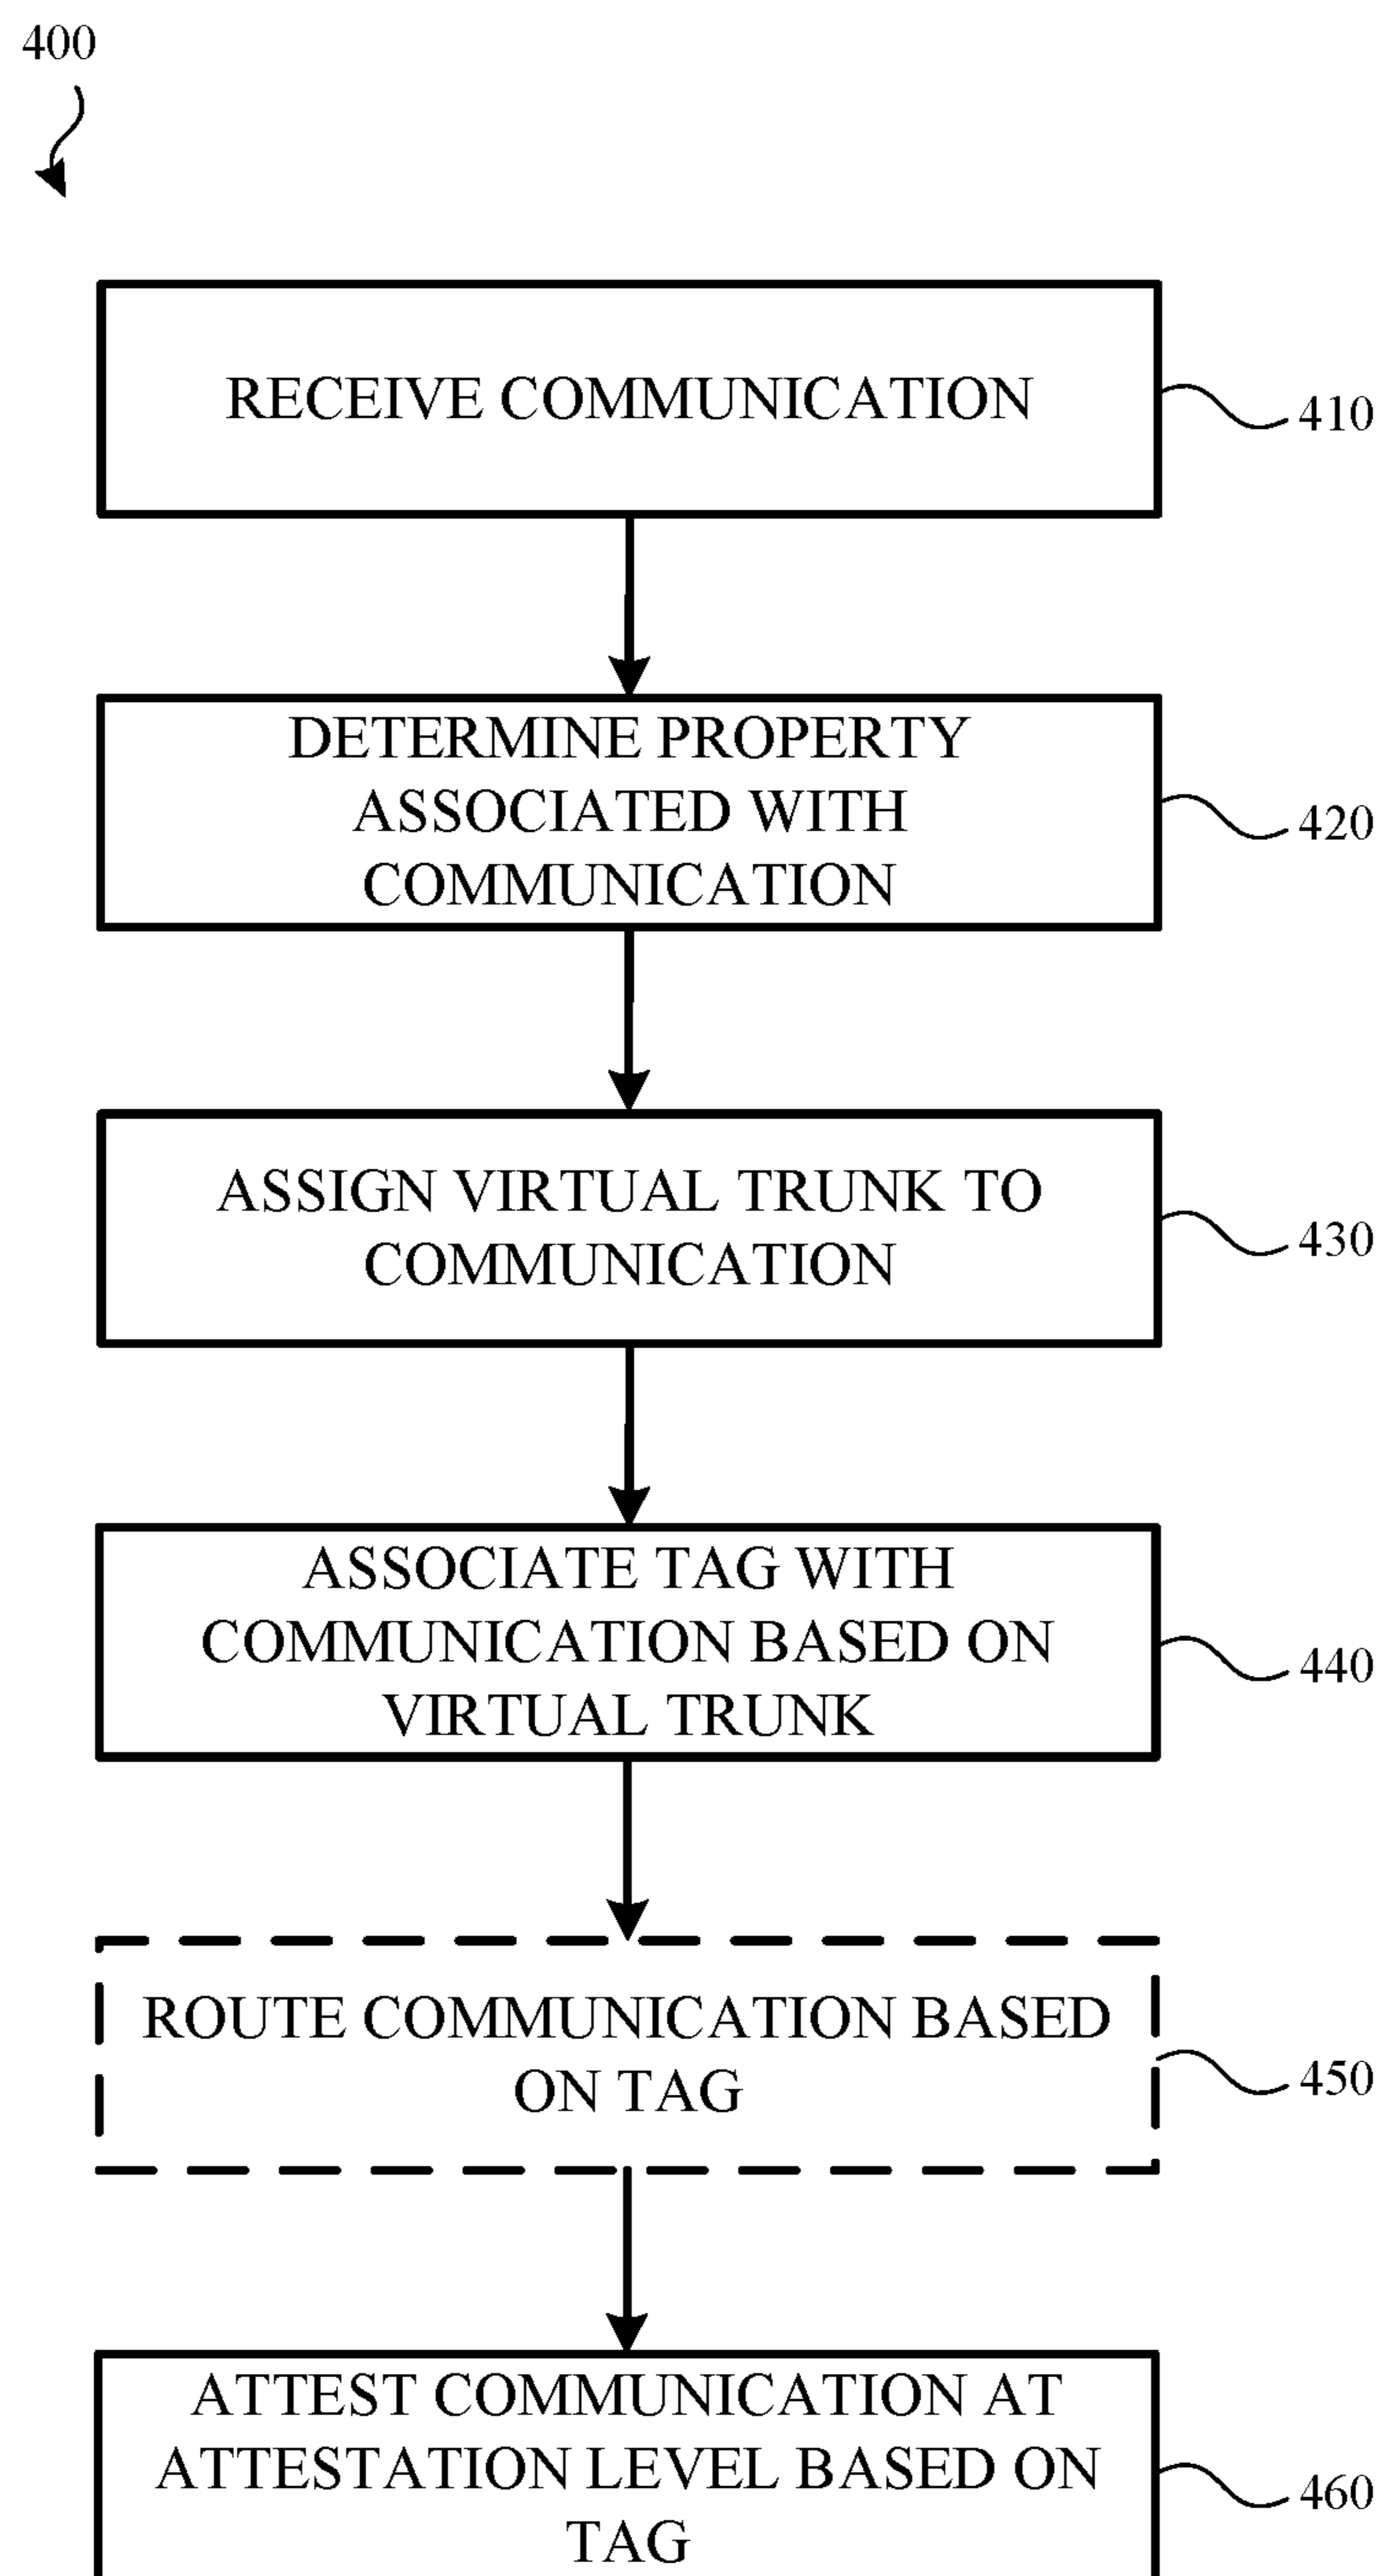 400
RECEIVE COMMUNICATION
410
DETERMINE PROPERTY
ASSOCIATED WITH
COMMUNICATION
420
ASSIGN VIRTUAL TRUNK TO
COMMUNICATION
430
ASSOCIATE TAG WITH
COMMUNICATION BASED ON
VIRTUAL TRUNK
440
ROUTE COMMUNICATION BASED
ON TAG
450
ATTEST COMMUNICATION AT
ATTESTATION LEVEL BASED ON
TAG
460